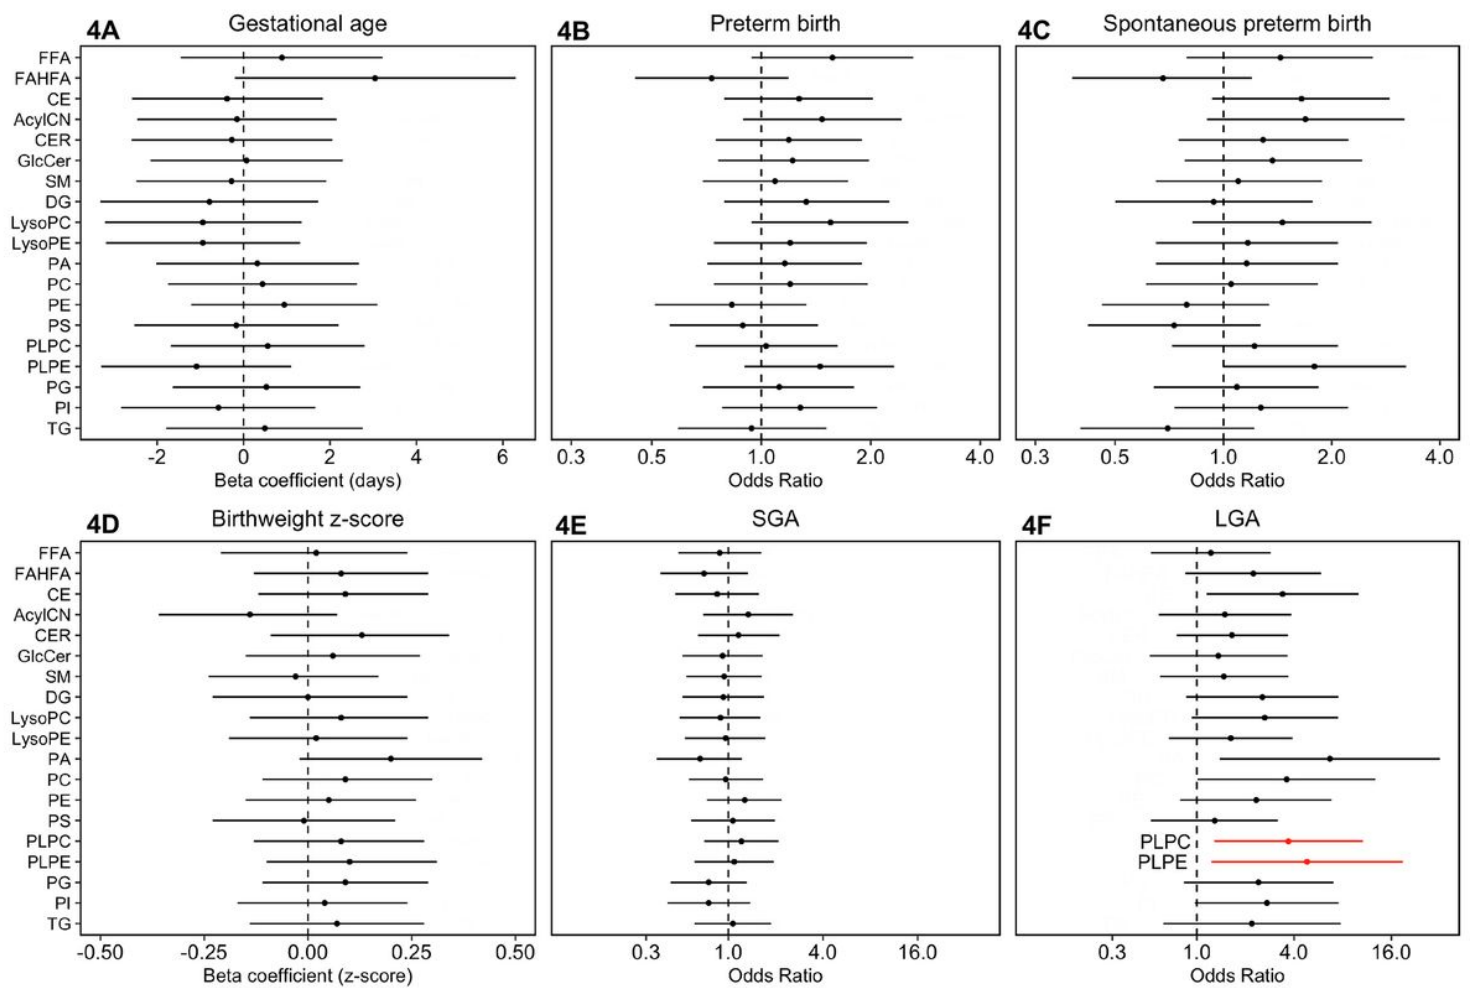 4A Gestational age 4B Preterm birth 4C Spontaneous preterm birth
FFA
FAHFA
CE
AcylCN
CER
GlcCer
SM
DG
LysoPC
LysoPE
PA
PC
PE
PS
PLPC
PLPE
PG
PI
TG
-2 0 2 4 6 0.3 0.5 1.0 2.0 4.0 0.3 0.5 1.0 2.0 4.0
Beta coefficient (days) Odds Ratio Odds Ratio
4D Birthweight z-score 4E SGA 4F LGA
FFA
FAHFA
CE
AcylCN
CER
GlcCer
SM
DG
LysoPC
LysoPE
PA
PC
PE
PS
PLPC PLPC
PLPE PLPE
PG
PI
TG
-0.50 -0.25 0.00 0.25 0.50 0.3 1.0 4.0 16.0 0.3 1.0 4.0 16.0
Beta coefficient (z-score) Odds Ratio Odds Ratio